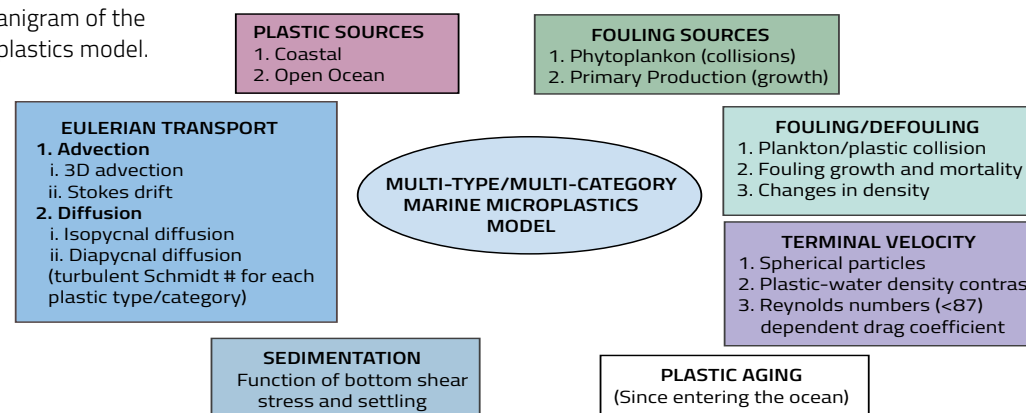 anigram of the
plastics model.
PLASTIC SOURCES
1. Coastal
2. Open Ocean
FOULING SOURCES
1. Phytoplankon (collisions)
2. Primary Production (growth)
EULERIAN TRANSPORT
1. Advection
i. 3D advection
ii. Stokes drift
2. Diffusion
i. Isopycnal diffusion
ii. Diapycnal diffusion
(turbulent Schmidt # for each
plastic type/category)
MULTI-TYPE/MULTI-CATEGORY
MARINE MICROPLASTICS
MODEL
FOULING/DEFOULING
1. Plankton/plastic collision
2. Fouling growth and mortality
3. Changes in density
TERMINAL VELOCITY
1. Spherical particles
2. Plastic-water density contras
3. Reynolds numbers (<87)
dependent drag coefficient
SEDIMENTATION
Function of bottom shear
stress and settling
PLASTIC AGING
(Since entering the ocean)